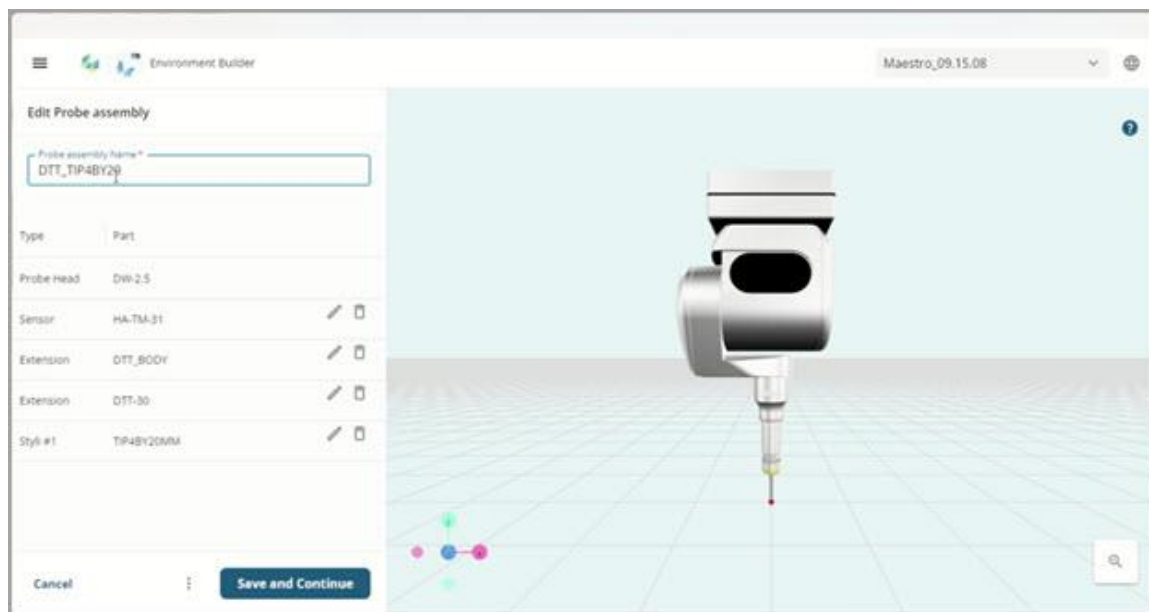 Environment Builder
Maestro_09.15.08
Edit Probe assembly
Probe assembly Name *
DTT_TIP4BY20
Type Part
Probe Head DW-2.5
Sensor HA-TM-31
Extension DTT_BODY
Extension DTT-30
Styli #1 TIP4BY20MM
Cancel
Save and Continue
?